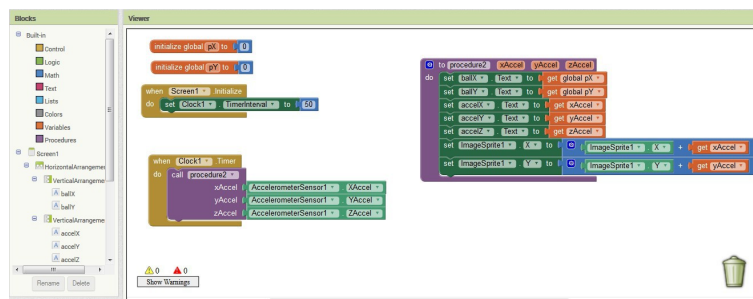 Blocks
Viewer
Built-in
Control
Logic
Math
Text
Lists
Colors
Variables
Procedures
Screen1
HorizontalArrangemen
VerticalArrangeme
ballX
ballY
VerticalArrangeme
accelX
accelY
accelZ
Rename Delete
initialize global pX to 0
initialize global pY to 0
when Screen1 .Initialize
do set Clock1 . TimerInterval to 50
when Clock1 .Timer
do call procedure2
xAccel AccelerometerSensor1 . XAccel
yAccel AccelerometerSensor1 . YAccel
zAccel AccelerometerSensor1 . ZAccel
to procedure2 xAccel yAccel zAccel
do set ballX . Text to get global pX
set ballY . Text to get global pY
set accelX . Text to get xAccel
set accelY . Text to get yAccel
set accelZ . Text to get zAccel
set ImageSprite1 . X to ImageSprite1 . X + get xAccel
set ImageSprite1 . Y to ImageSprite1 . Y + get yAccel
0 0
Show Warnings